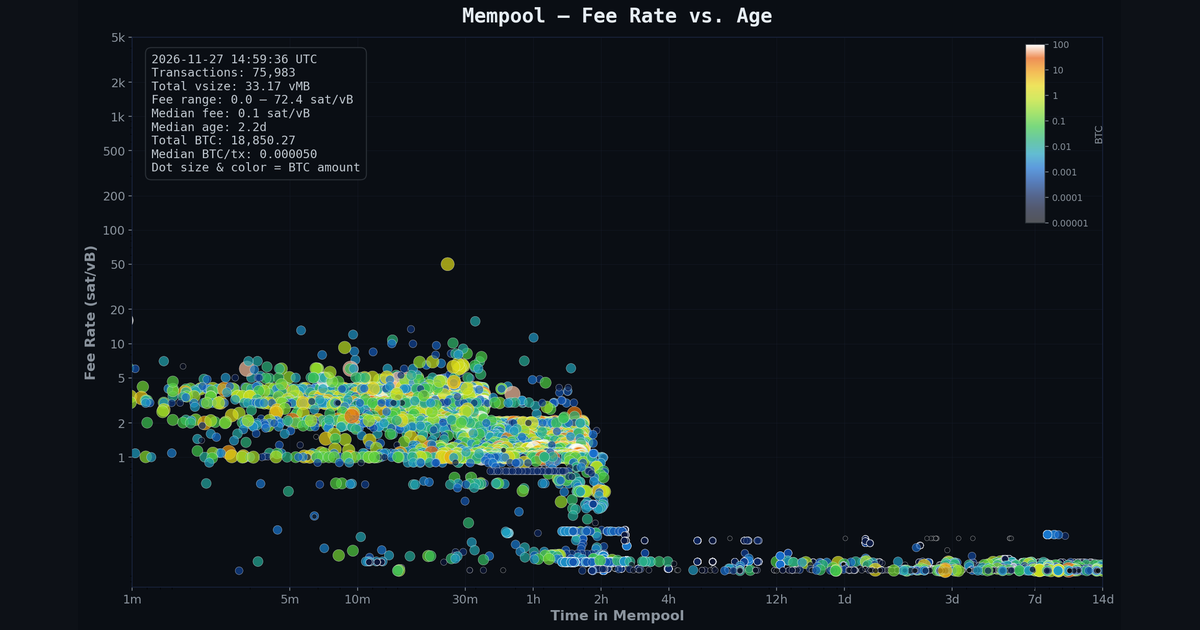 Mempool — Fee Rate vs. Age
5k
2k
1k
500
200
100
50
20
10
5
2
1
Fee Rate (sat/vB)
2026-11-27 14:59:36 UTC
Transactions: 75,983
Total vsize: 33.17 vMB
Fee range: 0.0 – 72.4 sat/vB
Median fee: 0.1 sat/vB
Median age: 2.2d
Total BTC: 18,850.27
Median BTC/tx: 0.000050
Dot size & color = BTC amount
100
10
1
0.1
0.01
0.001
0.0001
0.00001
BTC
1m 5m 10m 30m 1h 2h 4h 12h 1d 3d 7d 14d
Time in Mempool